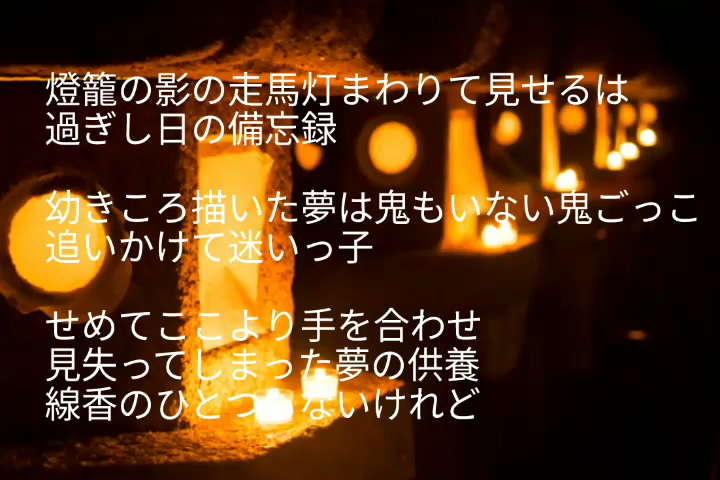 燈籠の影の走馬灯まわりて見せるは
過ぎし日の備忘録
幼きころ描いた夢は鬼もいない鬼ごっこ
追いかけて迷いっ子
せめてここより手を合わせ
見失ってしまった夢の供養
線香のひとつもないけれど